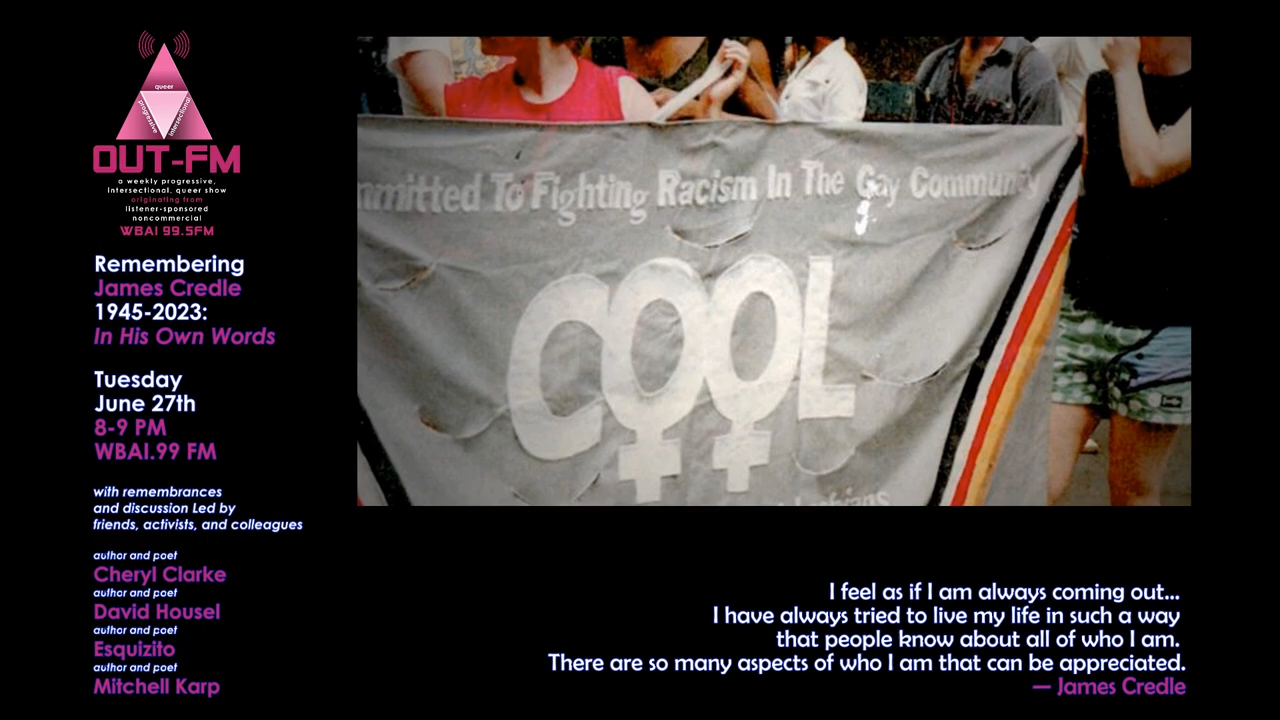 queer
progressive
intersectional
OUT-FM
a weekly progressive,
intersectional, queer show
originating from
listener-sponsored
noncommercial
WBAI 99.5FM
Remembering
James Credle
1945-2023:
In His Own Words
Tuesday
June 27th
8-9 PM
WBAI.99 FM
with remembrances
and discussion Led by
friends, activists, and colleagues
author and poet
Cheryl Clarke
author and poet
David Housel
author and poet
Esquizito
author and poet
Mitchell Karp
mmitted To Fighting Racism In The Gay Community
COOL
Lesbians
I feel as if I am always coming out...
I have always tried to live my life in such a way
that people know about all of who I am.
There are so many aspects of who I am that can be appreciated.
— James Credle